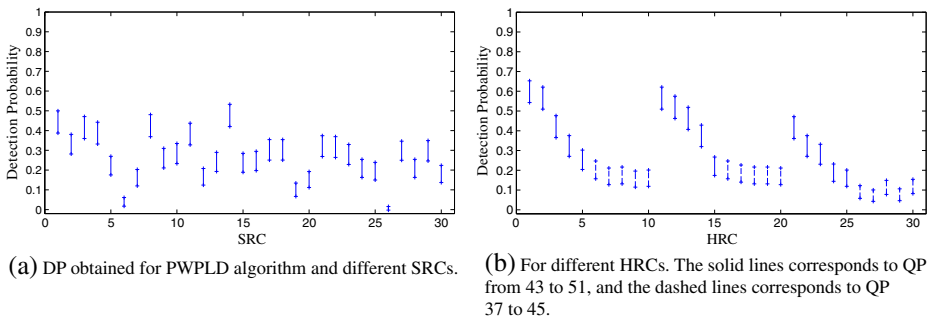 1
0.9
0.8
0.7
0.6
0.5
0.4
0.3
0.2
0.1
0
Detection Probability
0 5 10 15 20 25 30
SRC
(a) DP obtained for PWPLD algorithm and different SRCs.
1
0.9
0.8
0.7
0.6
0.5
0.4
0.3
0.2
0.1
0
Detection Probability
0 5 10 15 20 25 30
HRC
(b) For different HRCs. The solid lines corresponds to QP
from 43 to 51, and the dashed lines corresponds to QP
37 to 45.